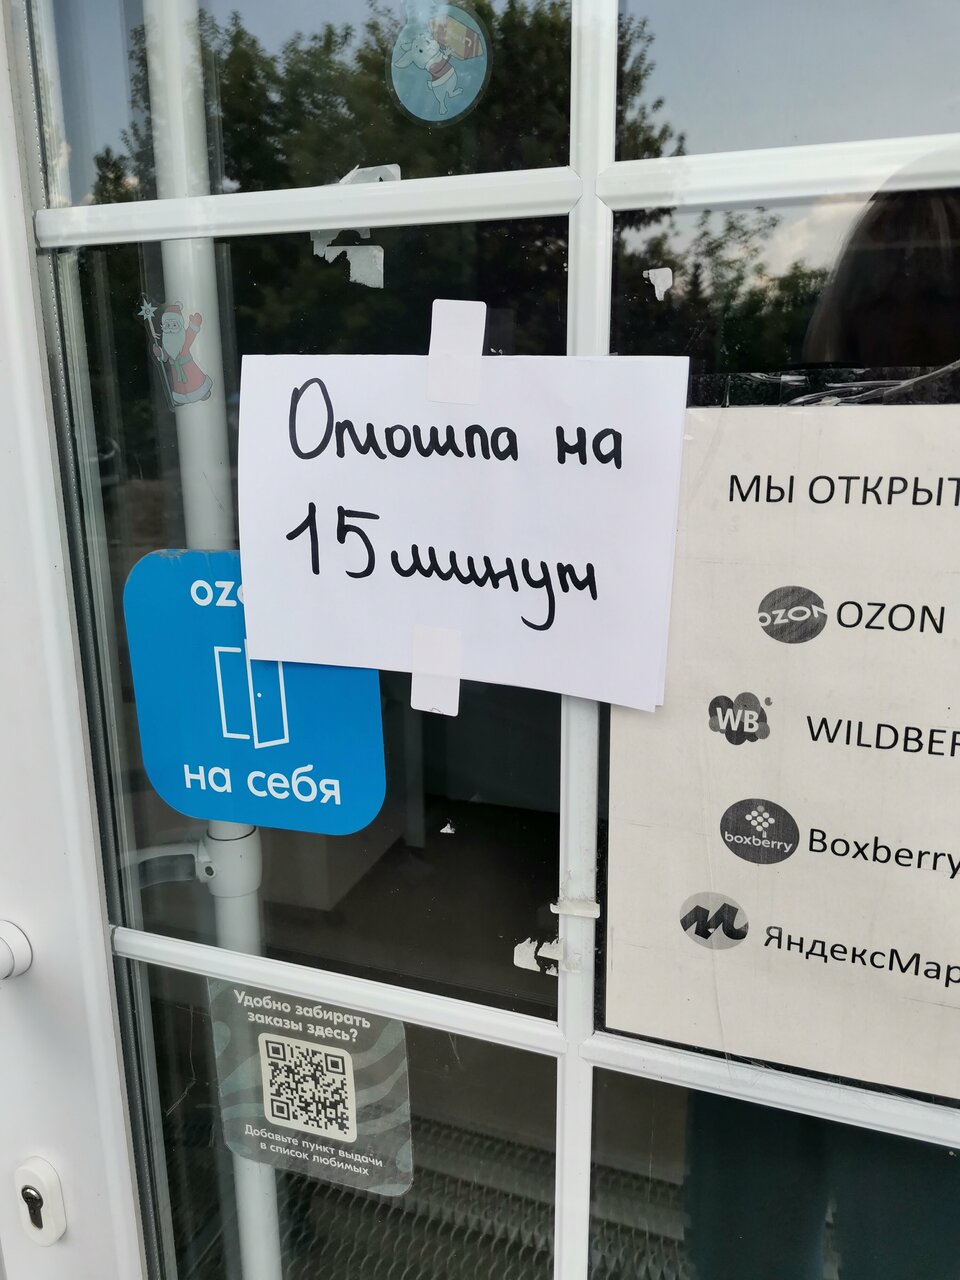 Отошла на
15 минут
ozo
на себя
МЫ ОТКРЫТ
OZON OZON
WB WILDBER
boxberry Boxberry
ЯндексМар
Удобно забирать
заказы здесь?
Добавьте пункт выдачи
в список любимых